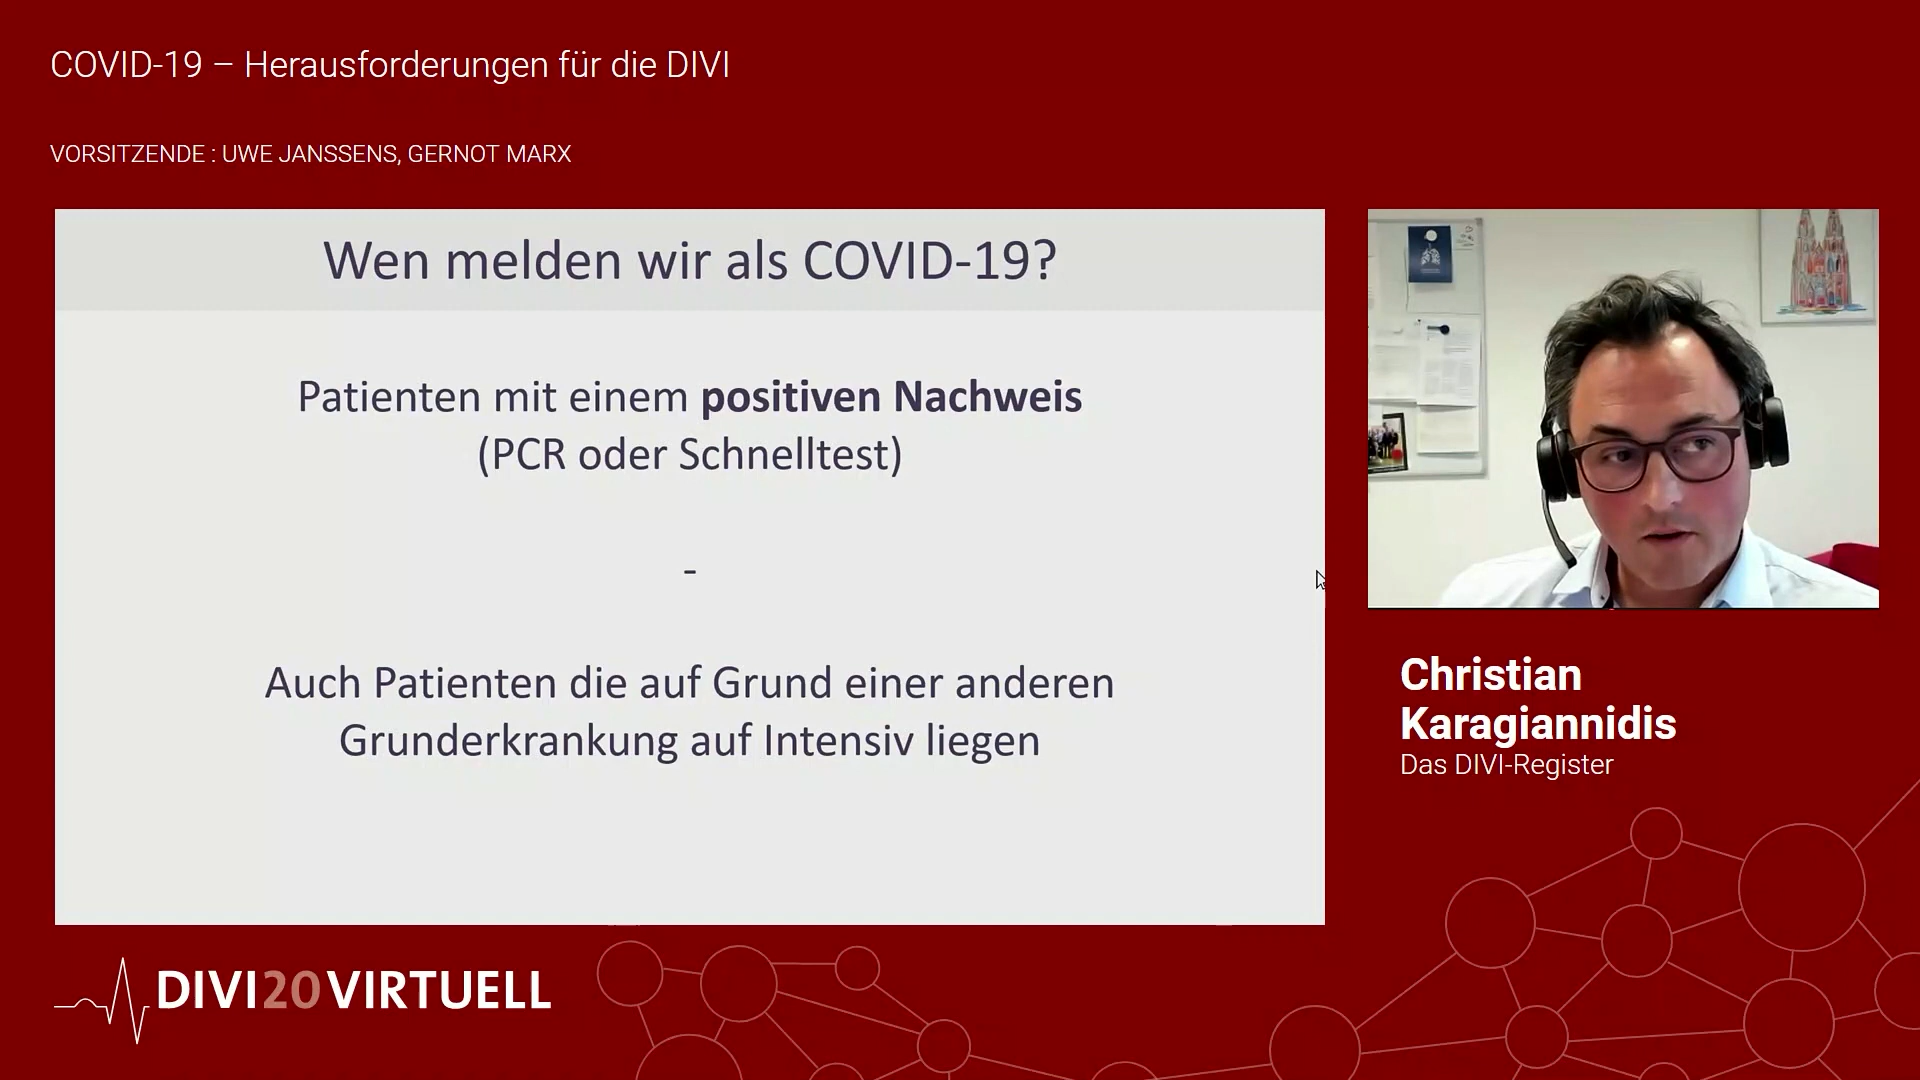 COVID-19 – Herausforderungen für die DIVI
VORSITZENDE : UWE JANSSENS, GERNOT MARX
Wen melden wir als COVID-19?
Patienten mit einem positiven Nachweis
(PCR oder Schnelltest)
-
Auch Patienten die auf Grund einer anderen
Grunderkrankung auf Intensiv liegen
Christian
Karagiannidis
Das DIVI-Register
DIVI20VIRTUELL